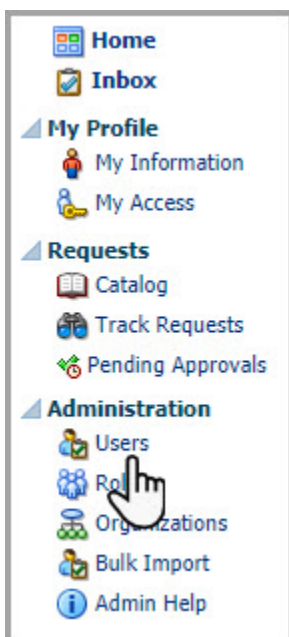 Home
Inbox
My Profile
My Information
My Access
Requests
Catalog
Track Requests
Pending Approvals
Administration
Users
Organizations
Bulk Import
Admin Help